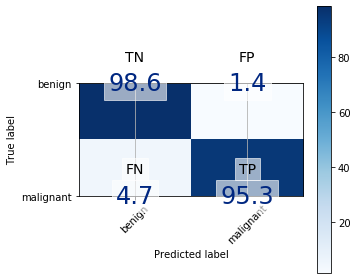 TN FP
benign 98.6 1.4
FN TP
malignant 4.7 95.3
benign malignant
True label
Predicted label
80
60
40
20